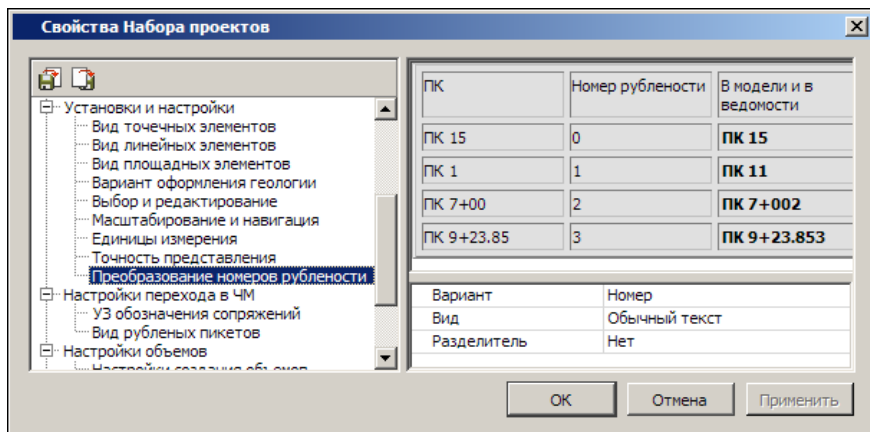 Свойства Набора проектов
Установки и настройки
Вид точечных элементов
Вид линейных элементов
Вид площадных элементов
Вариант оформления геологии
Выбор и редактирование
Масштабирование и навигация
Единицы измерения
Точность представления
Преобразование номеров рублености
Настройки перехода в ЧМ
УЗ обозначения сопряжений
Вид рубленых пикетов
Настройки объемов
Настройки создания объемов
ПК Номер рублености В модели и в
ведомости
ПК 15 0 ПК 15
ПК 1 1 ПК 11
ПК 7+00 2 ПК 7+002
ПК 9+23.85 3 ПК 9+23.853
Вариант Номер
Вид Обычный текст
Разделитель Нет
ОК Отмена Применить